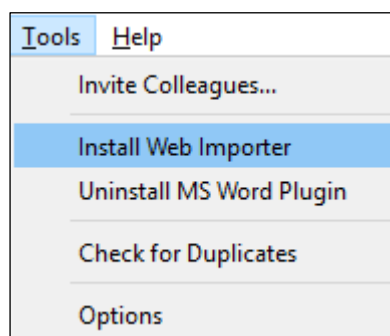 Tools Help
Invite Colleagues...
Install Web Importer
Uninstall MS Word Plugin
Check for Duplicates
Options